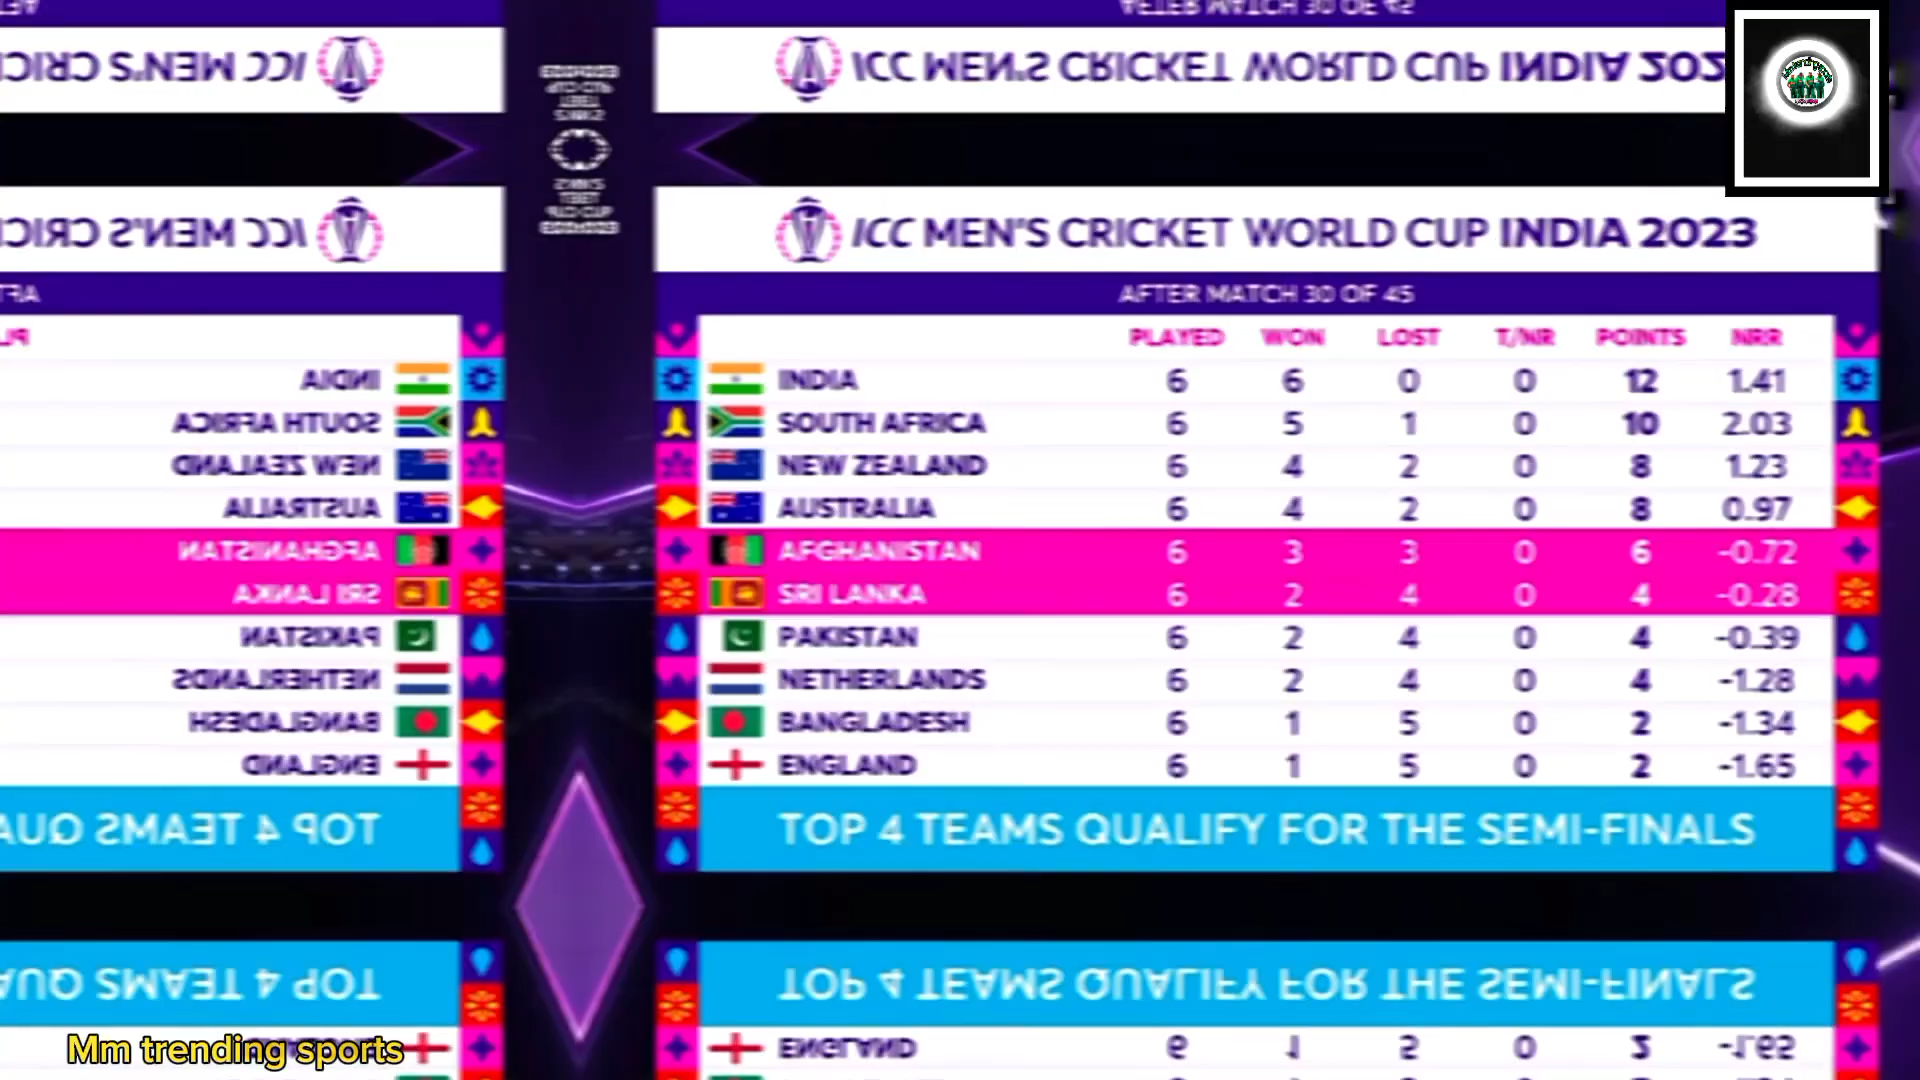 ICC MEN'S CRICKET WORLD CUP INDIA 2023
AFTER MATCH 30 OF 45
PLAYED WON LOST T/NR POINTS NRR
INDIA 6 6 0 0 12 1.41
SOUTH AFRICA 6 5 1 0 10 2.03
NEW ZEALAND 6 4 2 0 8 1.23
AUSTRALIA 6 4 2 0 8 0.97
AFGHANISTAN 6 3 3 0 6 -0.72
SRI LANKA 6 2 4 0 4 -0.28
PAKISTAN 6 2 4 0 4 -0.39
NETHERLANDS 6 2 4 0 4 -1.28
BANGLADESH 6 1 5 0 2 -1.34
ENGLAND 6 1 5 0 2 -1.65
TOP 4 TEAMS QUALIFY FOR THE SEMI-FINALS
Mm trending sports